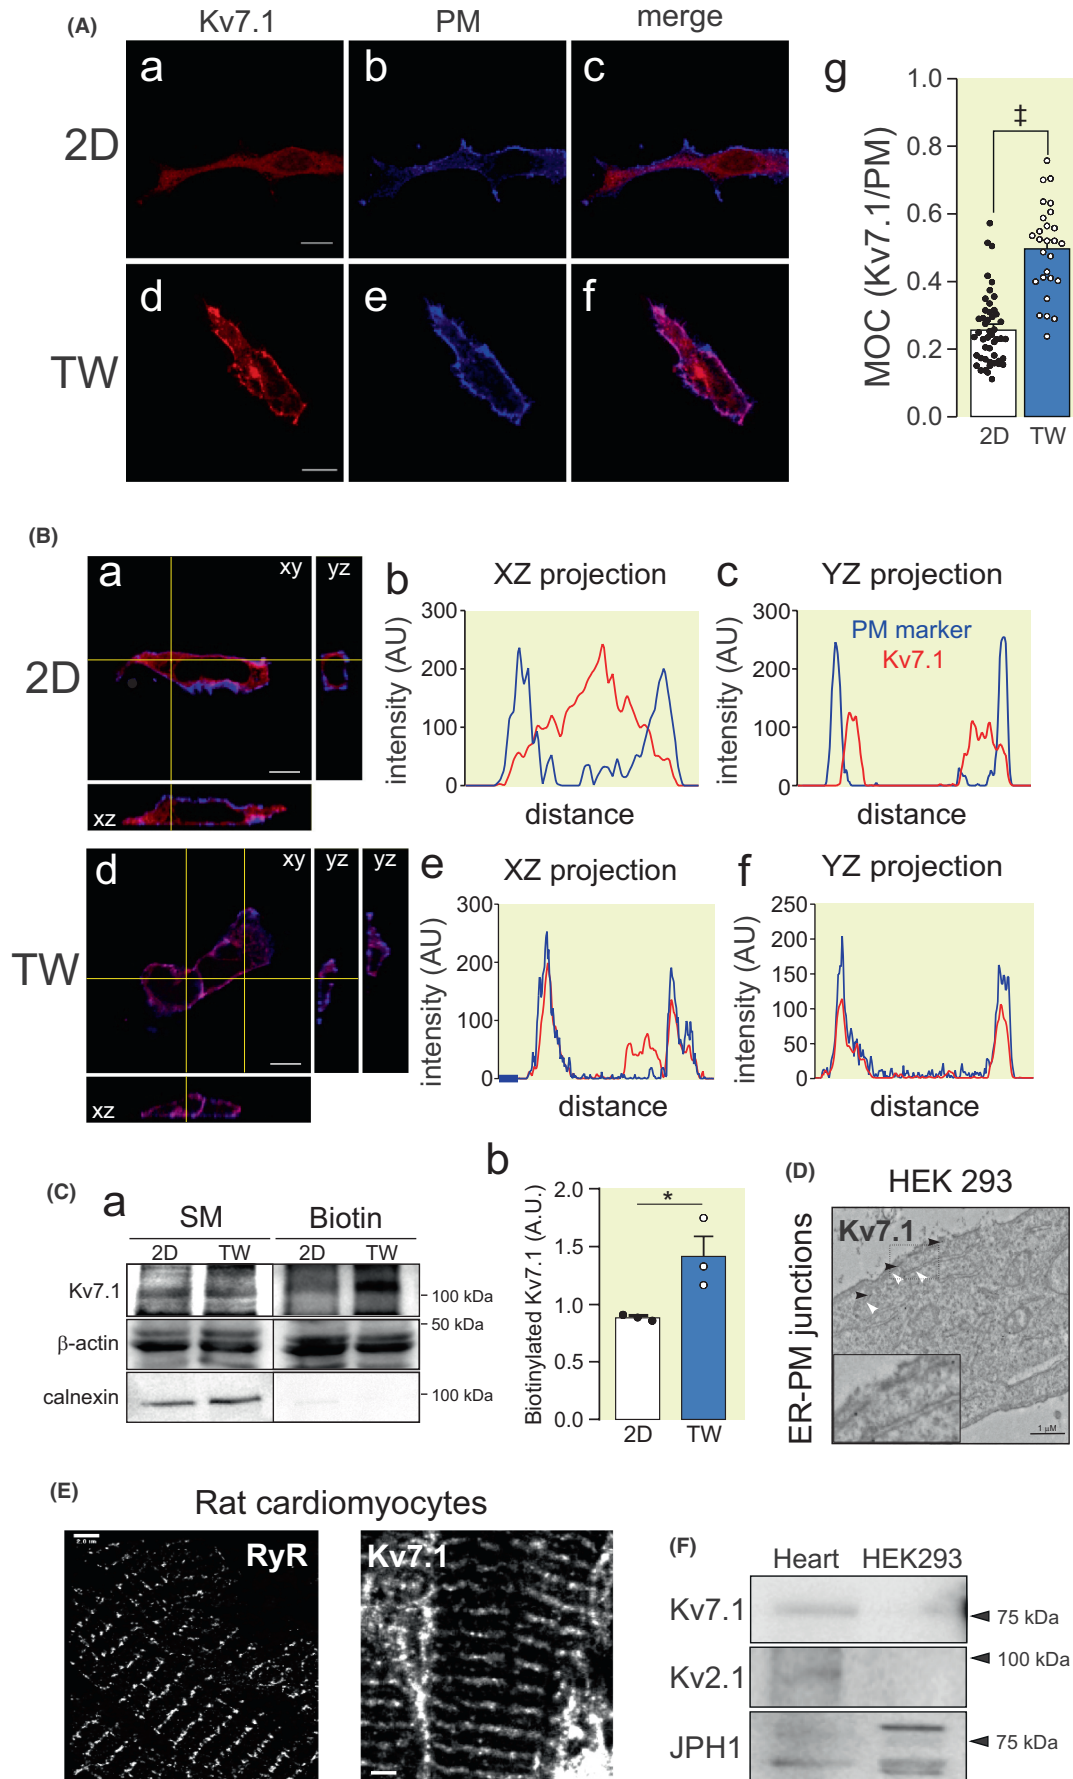 (A)
Kv7.1 PM merge
2D
a b c
TW
d e f
g
MOC (Kv7.1/PM)
1.0
0.8
0.6
0.4
0.2
0.0
‡
2D TW
(B)
2D
a xy yz
xz
b
XZ projection
intensity (AU)
300
200
100
0
distance
c
YZ projection
300
200
100
0
PM marker
Kv7.1
intensity (AU)
distance
TW
d xy yz yz
xz
e
XZ projection
intensity (AU)
300
200
100
0
distance
f
YZ projection
intensity (AU)
250
200
150
100
50
0
distance
(C)
a
SM Biotin
2D TW 2D TW
Kv7.1
100 kDa
50 kDa
β-actin
calnexin
100 kDa
b
Biotinylated Kv7.1 (A.U.)
2.0
1.5
1.0
0.5
0.0
*
2D TW
(D)
HEK 293
ER-PM junctions
Kv7.1
1 µM
(E)
Rat cardiomyocytes
RyR
Kv7.1
(F)
Heart HEK293
Kv7.1
75 kDa
Kv2.1
100 kDa
JPH1
75 kDa